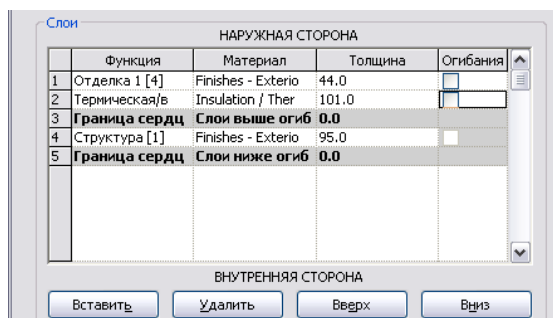 Слои
НАРУЖНАЯ СТОРОНА
Функция Материал Толщина Огибания
1 Отделка 1 [4] Finishes - Exterio 44.0
2 Термическая/в Insulation / Ther 101.0
3 Граница сердц Слои выше огиб 0.0
4 Структура [1] Finishes - Exterio 95.0
5 Граница сердц Слои ниже огиб 0.0
ВНУТРЕННЯЯ СТОРОНА
Вставить Удалить Вверх Вниз